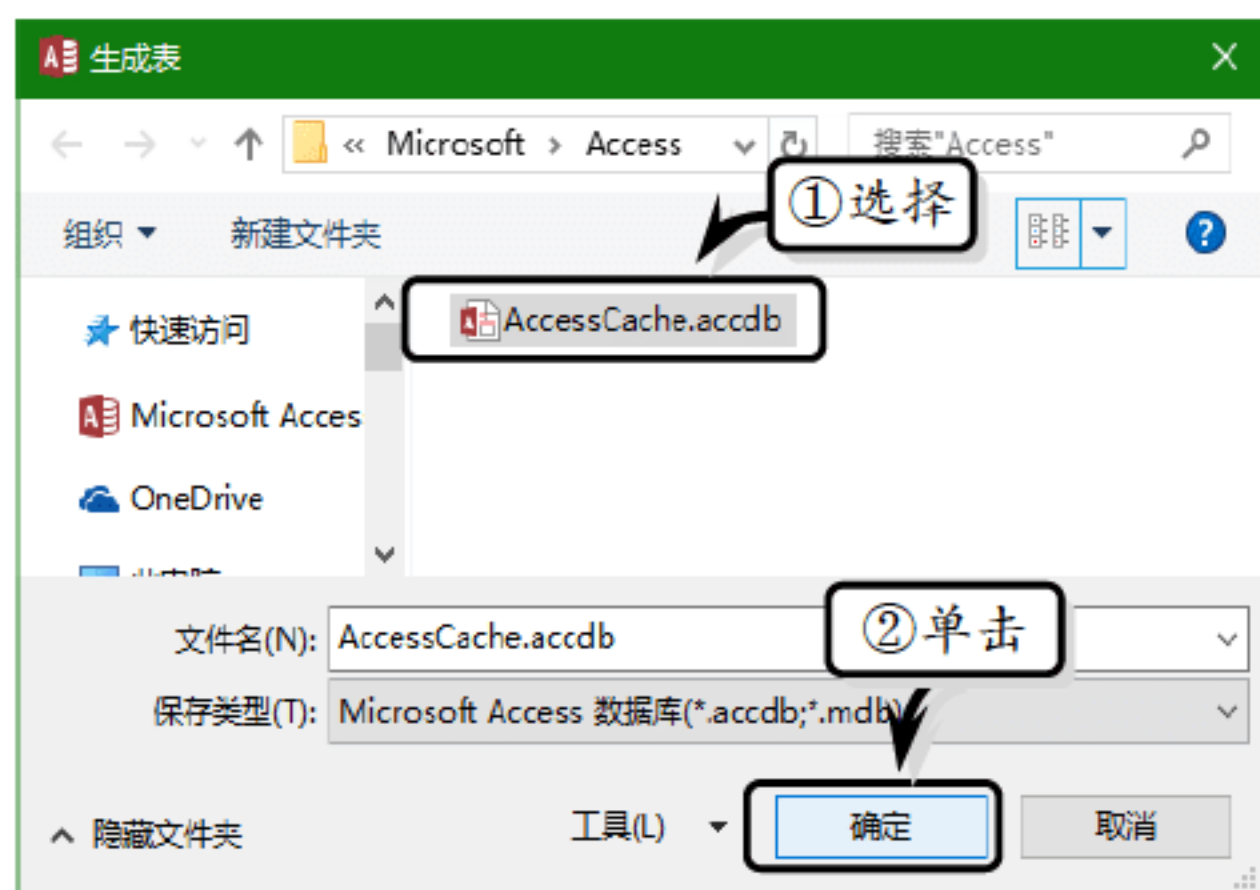 生成表
« Microsoft > Access
搜索"Access"
①选择
组织
新建文件夹
AccessCache.accdb
快速访问
Microsoft Acces
OneDrive
②单击
文件名(N): AccessCache.accdb
保存类型(T): Microsoft Access 数据库(*.accdb;*.mdb)
隐藏文件夹
工具(L)
确定
取消